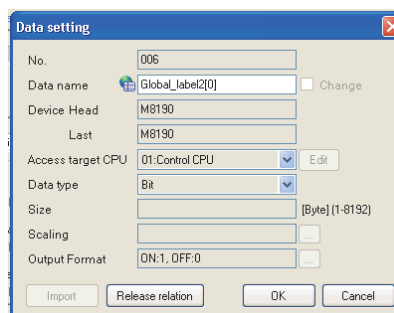 Data setting
No. 006
Data name Global_label2[0] Change
Device Head M8190
Last M8190
Access target CPU 01:Control CPU Edit
Data type Bit
Size [Byte] (1-8192)
Scaling ...
Output Format ON:1, OFF:0 ...
Import Release relation OK Cancel